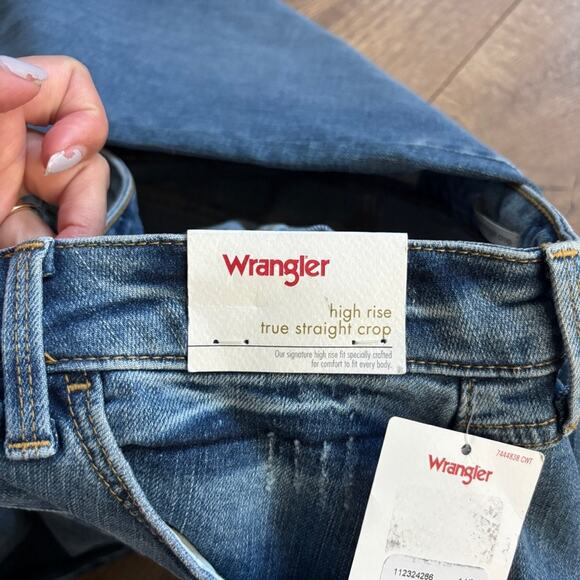 Wrangler
high rise
true straight crop
Our signature high rise fit specially crafted
for comfort to fit every body.
7444838 CWT
Wrangler
112324266